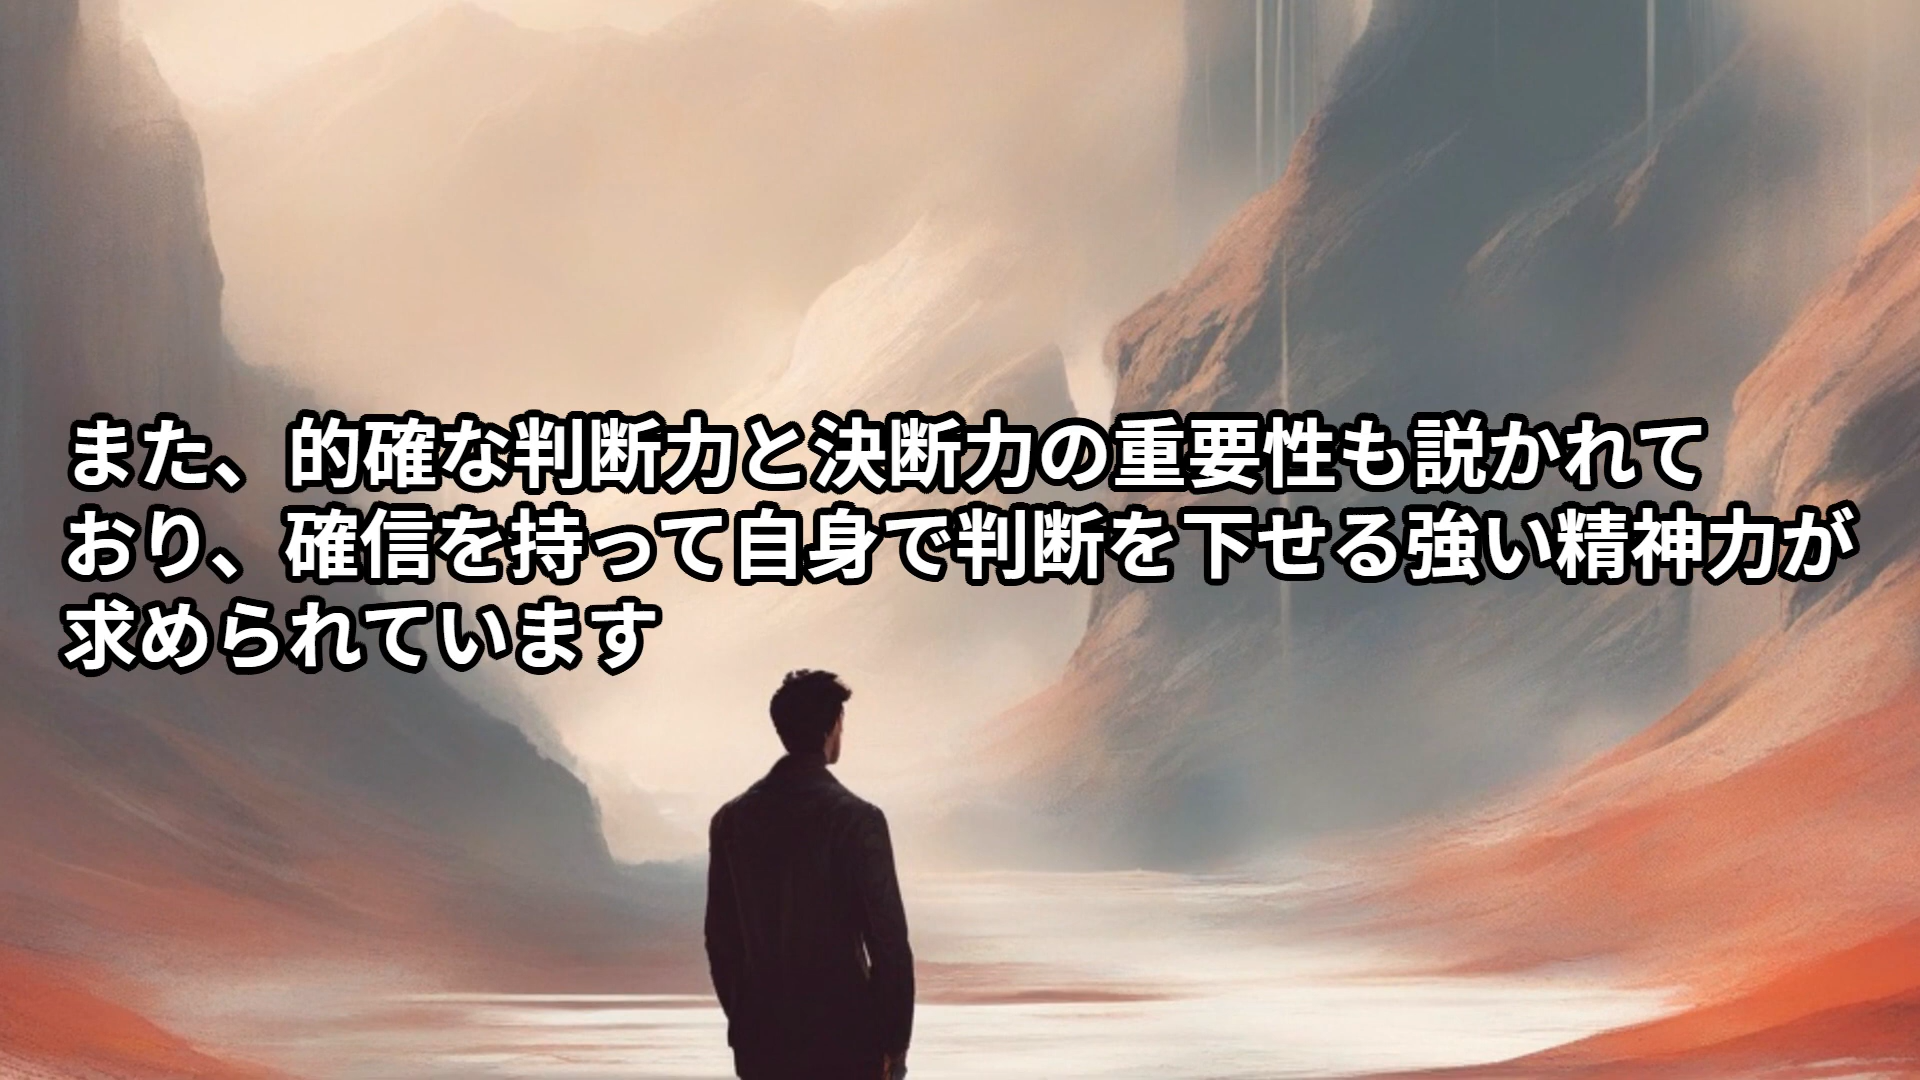 また、的確な判断力と決断力の重要性も説かれて
おり、確信を持って自身で判断を下せる強い精神力が
求められています